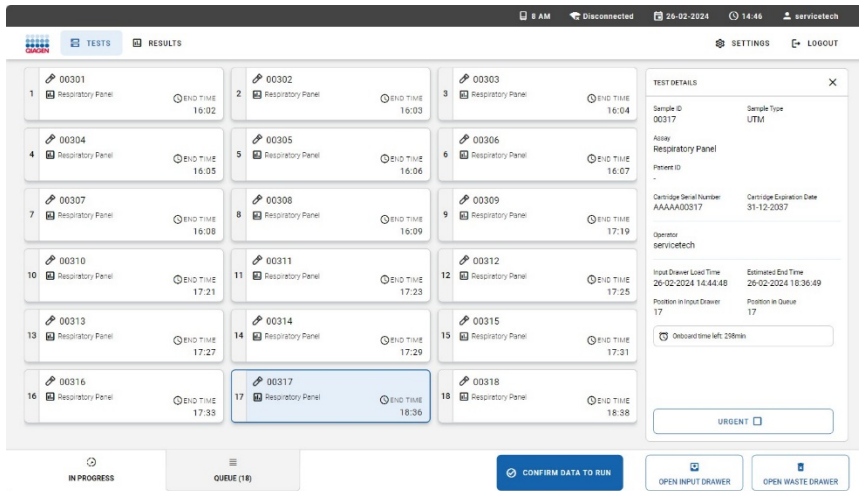 8 AM Disconnected 26-02-2024 14:46 servicetech
QIAGEN TESTS RESULTS SETTINGS LOGOUT
1 00301 Respiratory Panel END TIME 16:02
2 00302 Respiratory Panel END TIME 16:03
3 00303 Respiratory Panel END TIME 16:04
4 00304 Respiratory Panel END TIME 16:05
5 00305 Respiratory Panel END TIME 16:06
6 00306 Respiratory Panel END TIME 16:07
7 00307 Respiratory Panel END TIME 16:08
8 00308 Respiratory Panel END TIME 16:09
9 00309 Respiratory Panel END TIME 17:19
10 00310 Respiratory Panel END TIME 17:21
11 00311 Respiratory Panel END TIME 17:23
12 00312 Respiratory Panel END TIME 17:25
13 00313 Respiratory Panel END TIME 17:27
14 00314 Respiratory Panel END TIME 17:29
15 00315 Respiratory Panel END TIME 17:31
16 00316 Respiratory Panel END TIME 17:33
17 00317 Respiratory Panel END TIME 18:36
18 00318 Respiratory Panel END TIME 18:38
TEST DETAILS
Sample ID Sample Type
00317 UTM
Assay
Respiratory Panel
Patient ID
-
Cartridge Serial Number Cartridge Expiration Date
AAAAA00317 31-12-2037
Operator
servicetech
Input Drawer Load Time Estimated End Time
26-02-2024 14:44:48 26-02-2024 18:36:49
Position in Input Drawer Position in Queue
17 17
Onboard time left: 298min
URGENT
IN PROGRESS QUEUE (18) CONFIRM DATA TO RUN OPEN INPUT DRAWER OPEN WASTE DRAWER